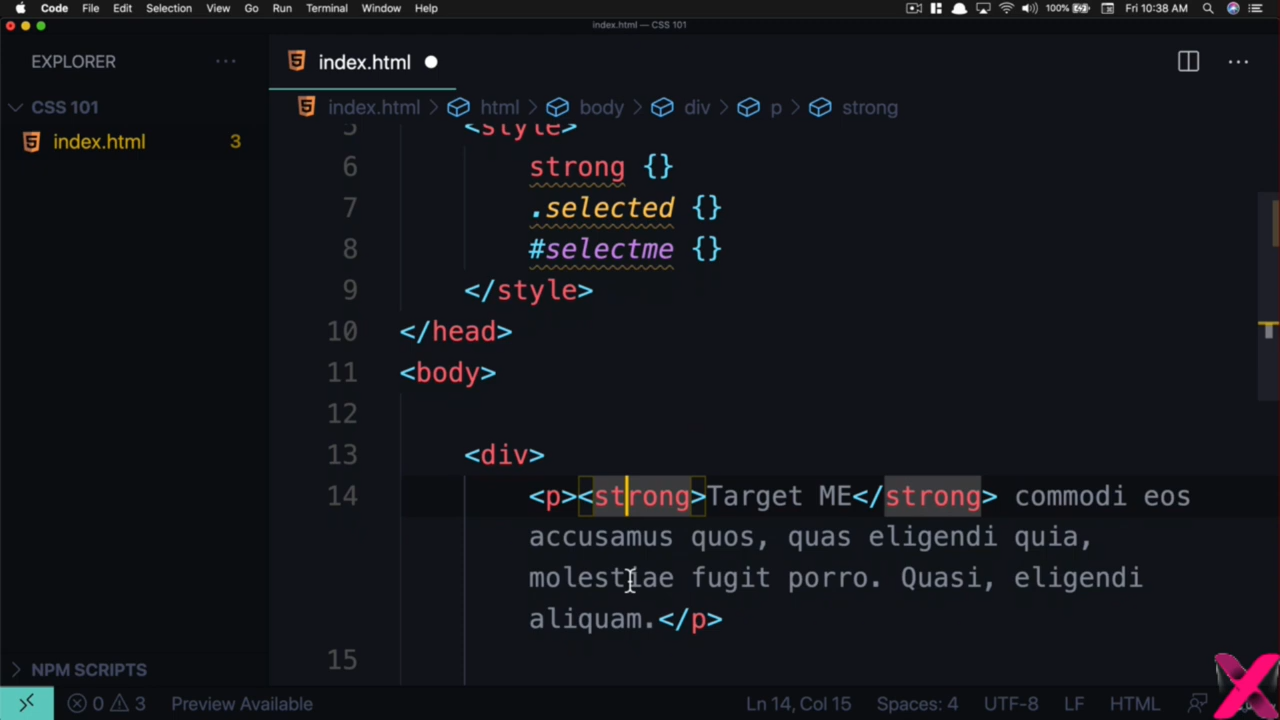 Code File Edit Selection View Go Run Terminal Window Help 100% Fri 10:38 AM
index.html — CSS 101
EXPLORER ··· index.html
CSS 101 index.html > html > body > div > p > strong
index.html 3
5 <style>
6 strong {}
7 .selected {}
8 #selectme {}
9 </style>
10 </head>
11 <body>
12
13 <div>
14 <p><strong>Target ME</strong> commodi eos
accusamus quos, quas eligendi quia,
molestiae fugit porro. Quasi, eligendi
aliquam.</p>
15
NPM SCRIPTS
0 3 Preview Available Ln 14, Col 15 Spaces: 4 UTF-8 LF HTML
X